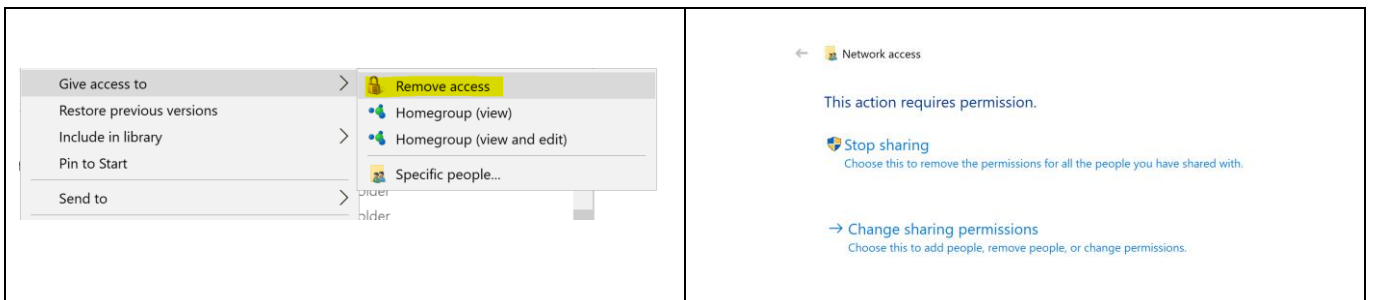 Give access to
Restore previous versions
Include in library
Pin to Start
Send to
Remove access
Homegroup (view)
Homegroup (view and edit)
Specific people...
older
Network access
This action requires permission.
Stop sharing
Choose this to remove the permissions for all the people you have shared with.
Change sharing permissions
Choose this to add people, remove people, or change permissions.